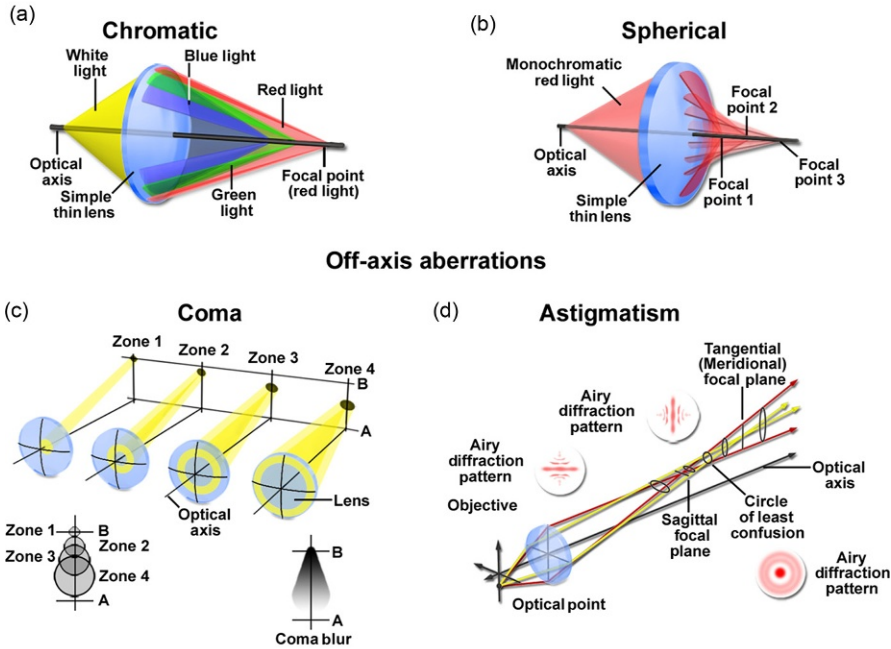 (a)
Chromatic
White
light
Blue light
Red light
Optical
axis
Simple
thin lens
Green
light
Focal point
(red light)
(b)
Spherical
Monochromatic
red light
Focal
point 2
Optical
axis
Simple
thin lens
Focal
point 1
Focal
point 3
Off-axis aberrations
(c)
Coma
Zone 1
Zone 2
Zone 3
Zone 4
B
A
Lens
Optical
axis
Zone 1
B
Zone 2
Zone 3
Zone 4
A
B
A
Coma blur
(d)
Astigmatism
Tangential
(Meridional)
focal plane
Airy
diffraction
pattern
Airy
diffraction
pattern
Objective
Optical
axis
Sagittal
focal
plane
Circle
of least
confusion
Airy
diffraction
pattern
Optical point